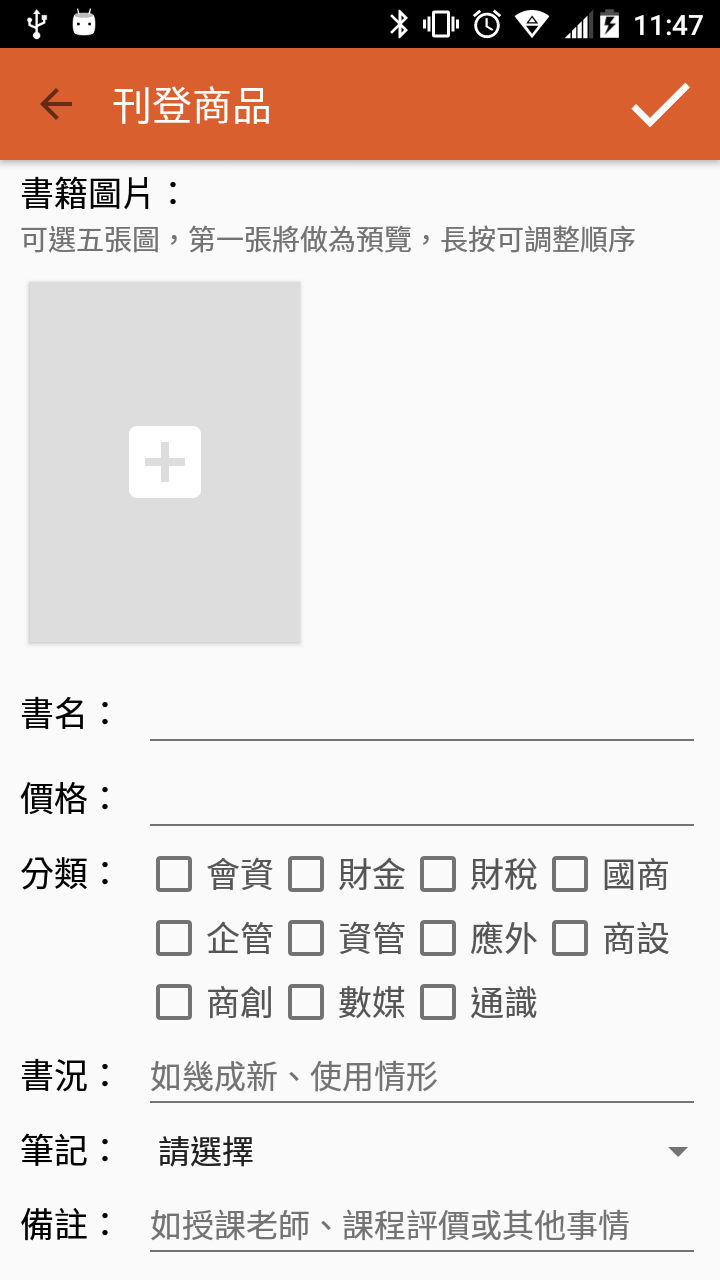 11:47
刊登商品
書籍圖片：
可選五張圖，第一張將做為預覽，長按可調整順序
書名：
價格：
分類： 會資 財金 財稅 國商
企管 資管 應外 商設
商創 數媒 通識
書況： 如幾成新、使用情形
筆記： 請選擇
備註： 如授課老師、課程評價或其他事情